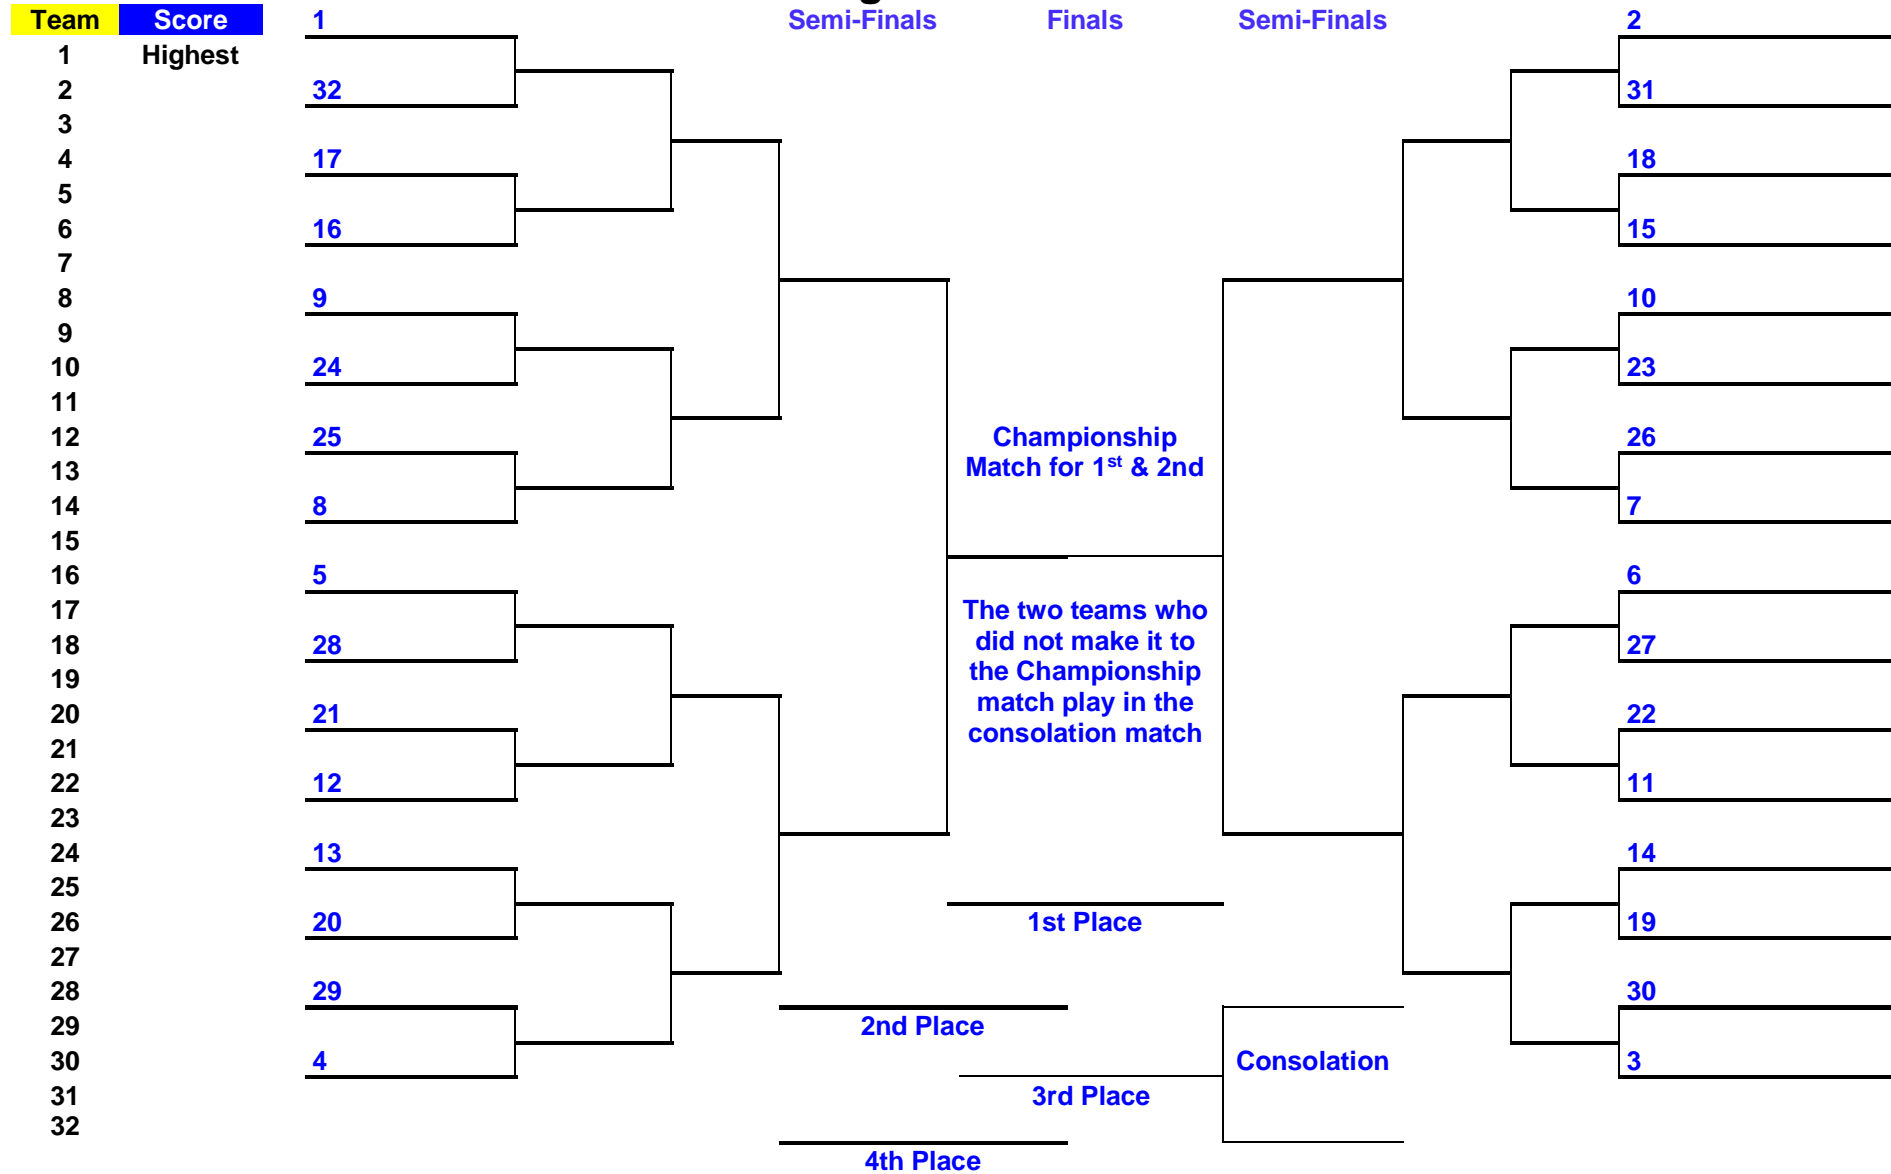 Team Score 1 Semi-Finals Finals Semi-Finals 2
1 Highest
2 32 31
3
4 17 18
5
6 16 15
7
8 9 10
9
10 24 23
11
12 25 Championship 26
13 Match for 1st & 2nd
14 8 7
15
16 5 6
17 The two teams who
18 28 did not make it to 27
19 the Championship
20 21 match play in the 22
21 consolation match
22 12 11
23
24 13 14
25
26 20 1st Place 19
27
28 29 30
29 2nd Place
30 4 Consolation 3
31 3rd Place
32
4th Place